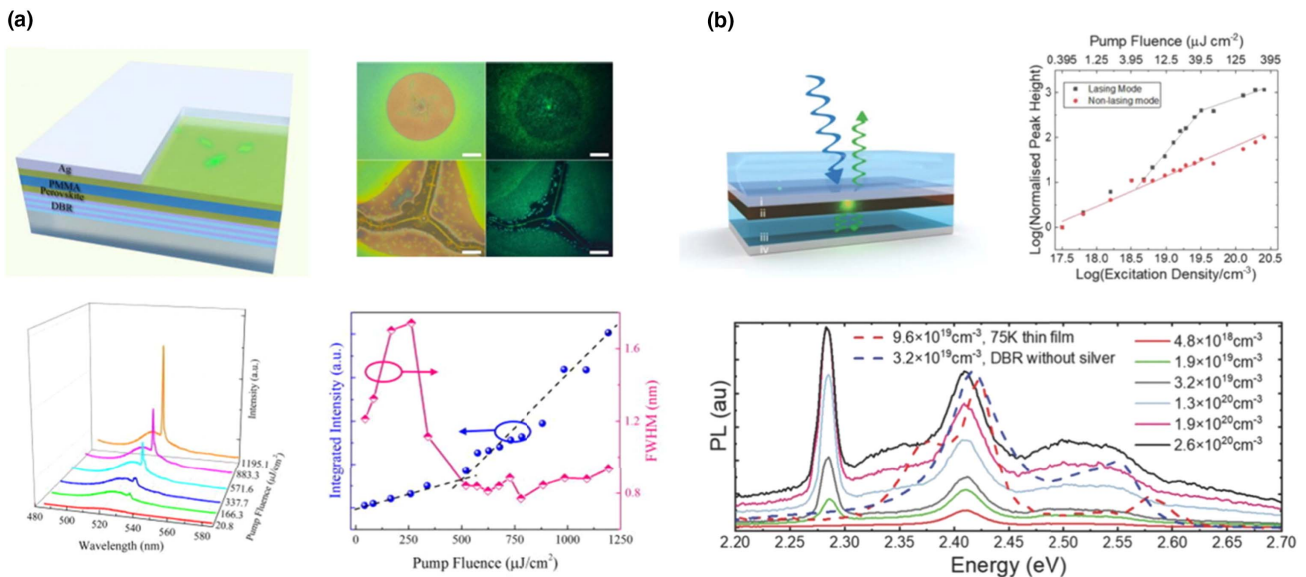 (a)
Ag
PMMA
Perovskite
DBR
Intensity (a.u.)
1195.1
883.3
571.6
337.7
166.3
20.8
Pump Fluence (μJ/cm²)
480 500 520 540 560 580
Wavelength (nm)
Integrated Intensity (a.u.)
1.6
1.2
0.8
FWHM (nm)
0 250 500 750 1000 1250
Pump Fluence (μJ/cm²)
(b)
i
ii
iii
iv
Pump Fluence (μJ cm⁻²)
0.395 1.27 3.95 12.5 39.5 126 395
Lasing Mode
Non-lasing mode
Log(Normalised Peak Height)
3
2
1
0
17.5 18.0 18.5 19.0 19.5 20.0 20.5
Log(Excitation Density/cm⁻³)
9.6×10¹⁹cm⁻³, 75K thin film
3.2×10¹⁹cm⁻³, DBR without silver
4.8×10¹⁸cm⁻³
1.9×10¹⁹cm⁻³
3.2×10¹⁹cm⁻³
1.3×10²⁰cm⁻³
1.9×10²⁰cm⁻³
2.6×10²⁰cm⁻³
PL (au)
2.20 2.25 2.30 2.35 2.40 2.45 2.50 2.55 2.60 2.65 2.70
Energy (eV)